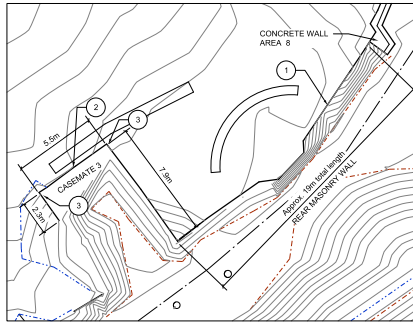 CONCRETE WALL
AREA 8
1
2
3
5.5m
CASEMATE 3
7.9m
2.3m
3
Approx. 19m total length
REAR MASONRY WALL